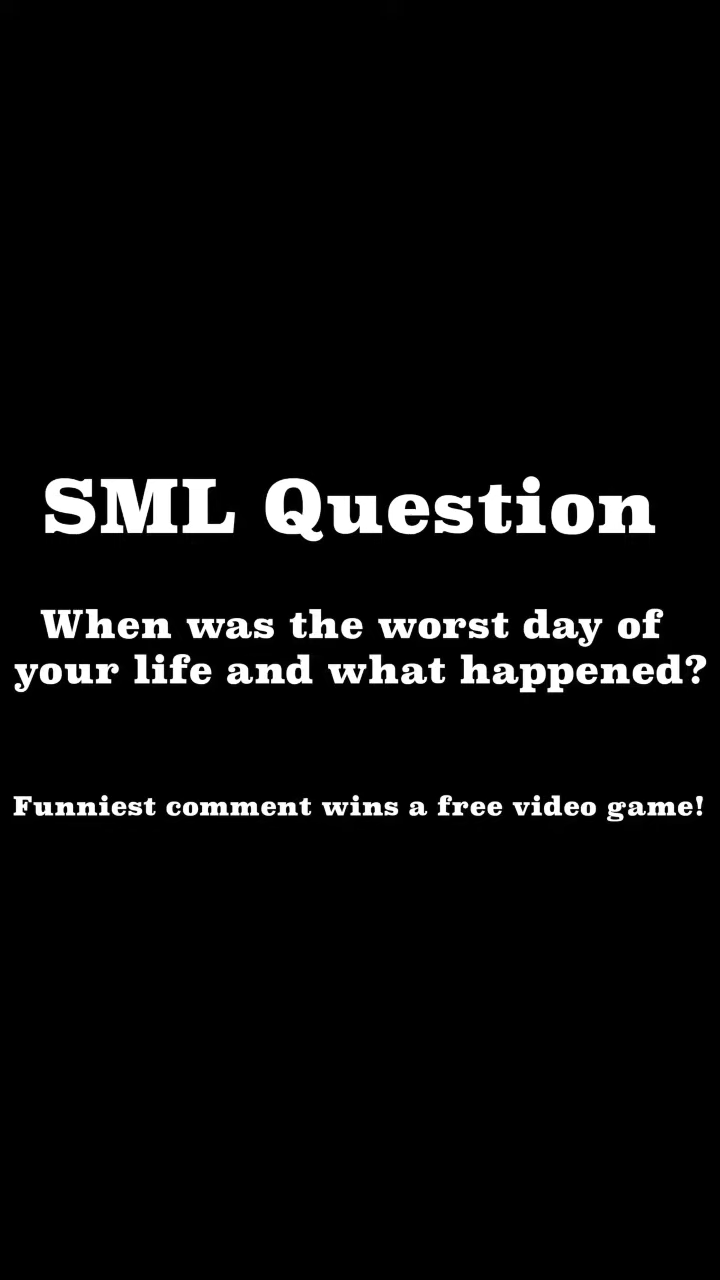 SML Question
When was the worst day of
your life and what happened?
Funniest comment wins a free video game!